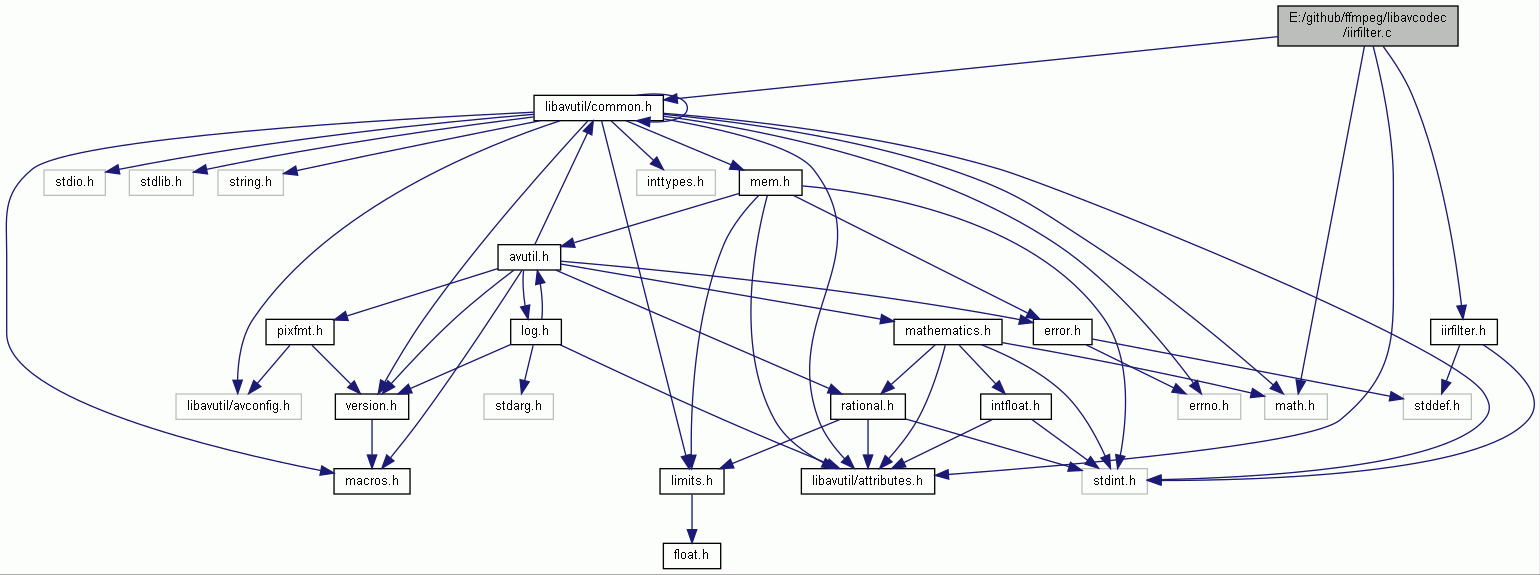 E:/github/ffmpeg/libavcodec
/iirfilter.c
libavutil/common.h
stdio.h
stdlib.h
string.h
inttypes.h
mem.h
avutil.h
pixfmt.h
log.h
mathematics.h
error.h
iirfilter.h
libavutil/avconfig.h
version.h
stdarg.h
rational.h
intfloat.h
errno.h
math.h
stddef.h
macros.h
limits.h
libavutil/attributes.h
stdint.h
float.h